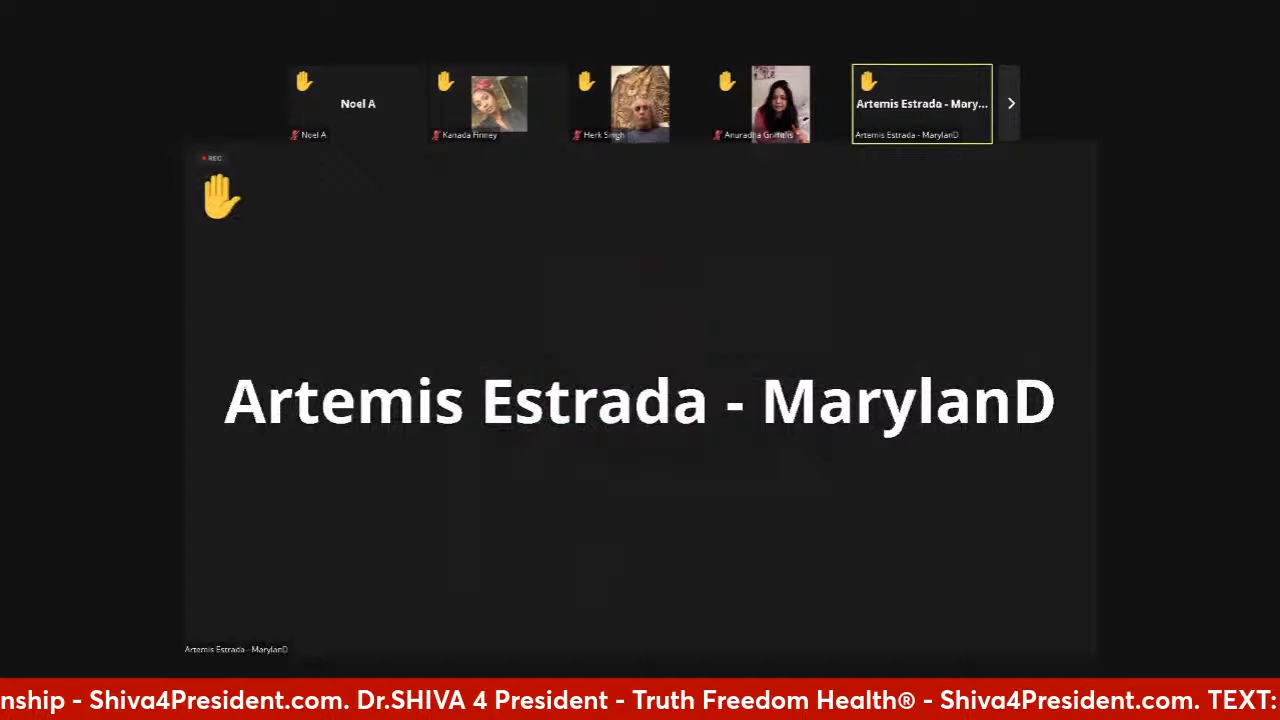 Noel A
Artemis Estrada - Mary...
Noel A
Kanada Finney
Herk Singh
Anuradha Griffiths
Artemis Estrada - MarylanD
REC
Artemis Estrada - MarylanD
Artemis Estrada - MarylanD
nship - Shiva4President.com. Dr.SHIVA 4 President - Truth Freedom Health® - Shiva4President.com. TEXT: